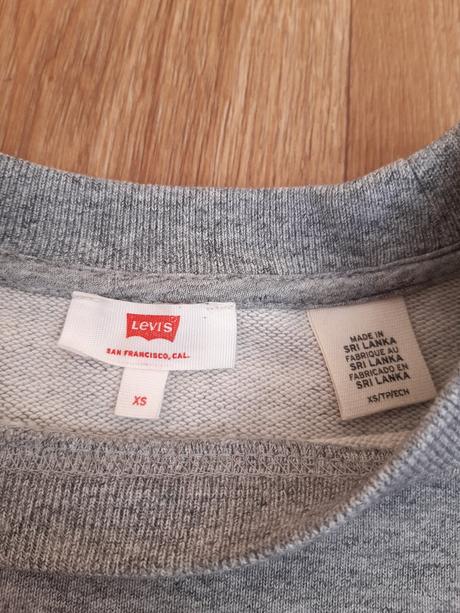 LEVI'S
SAN FRANCISCO, CAL.
XS
MADE IN
SRI LANKA
FABRIQUE AU
SRI LANKA
FABRICADO EN
SRI LANKA
XS/TP/ECH